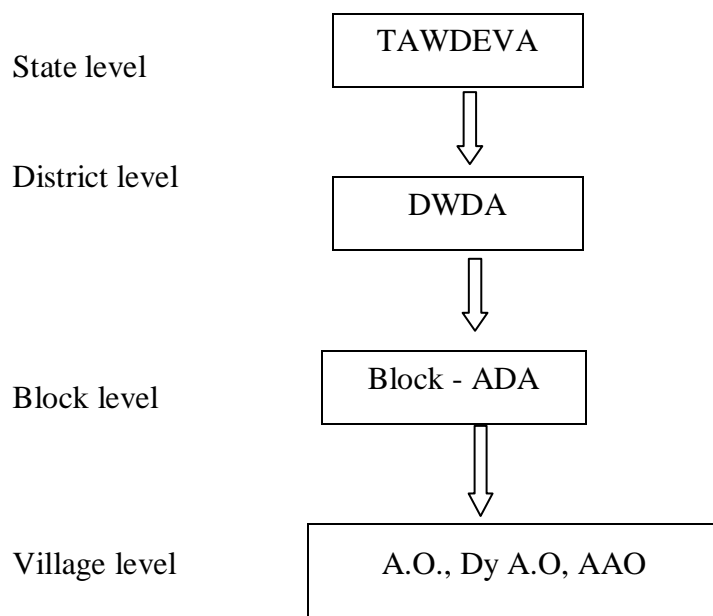 State level
TAWDEVA
District level
DWDA
Block level
Block - ADA
Village level
A.O., Dy A.O, AAO